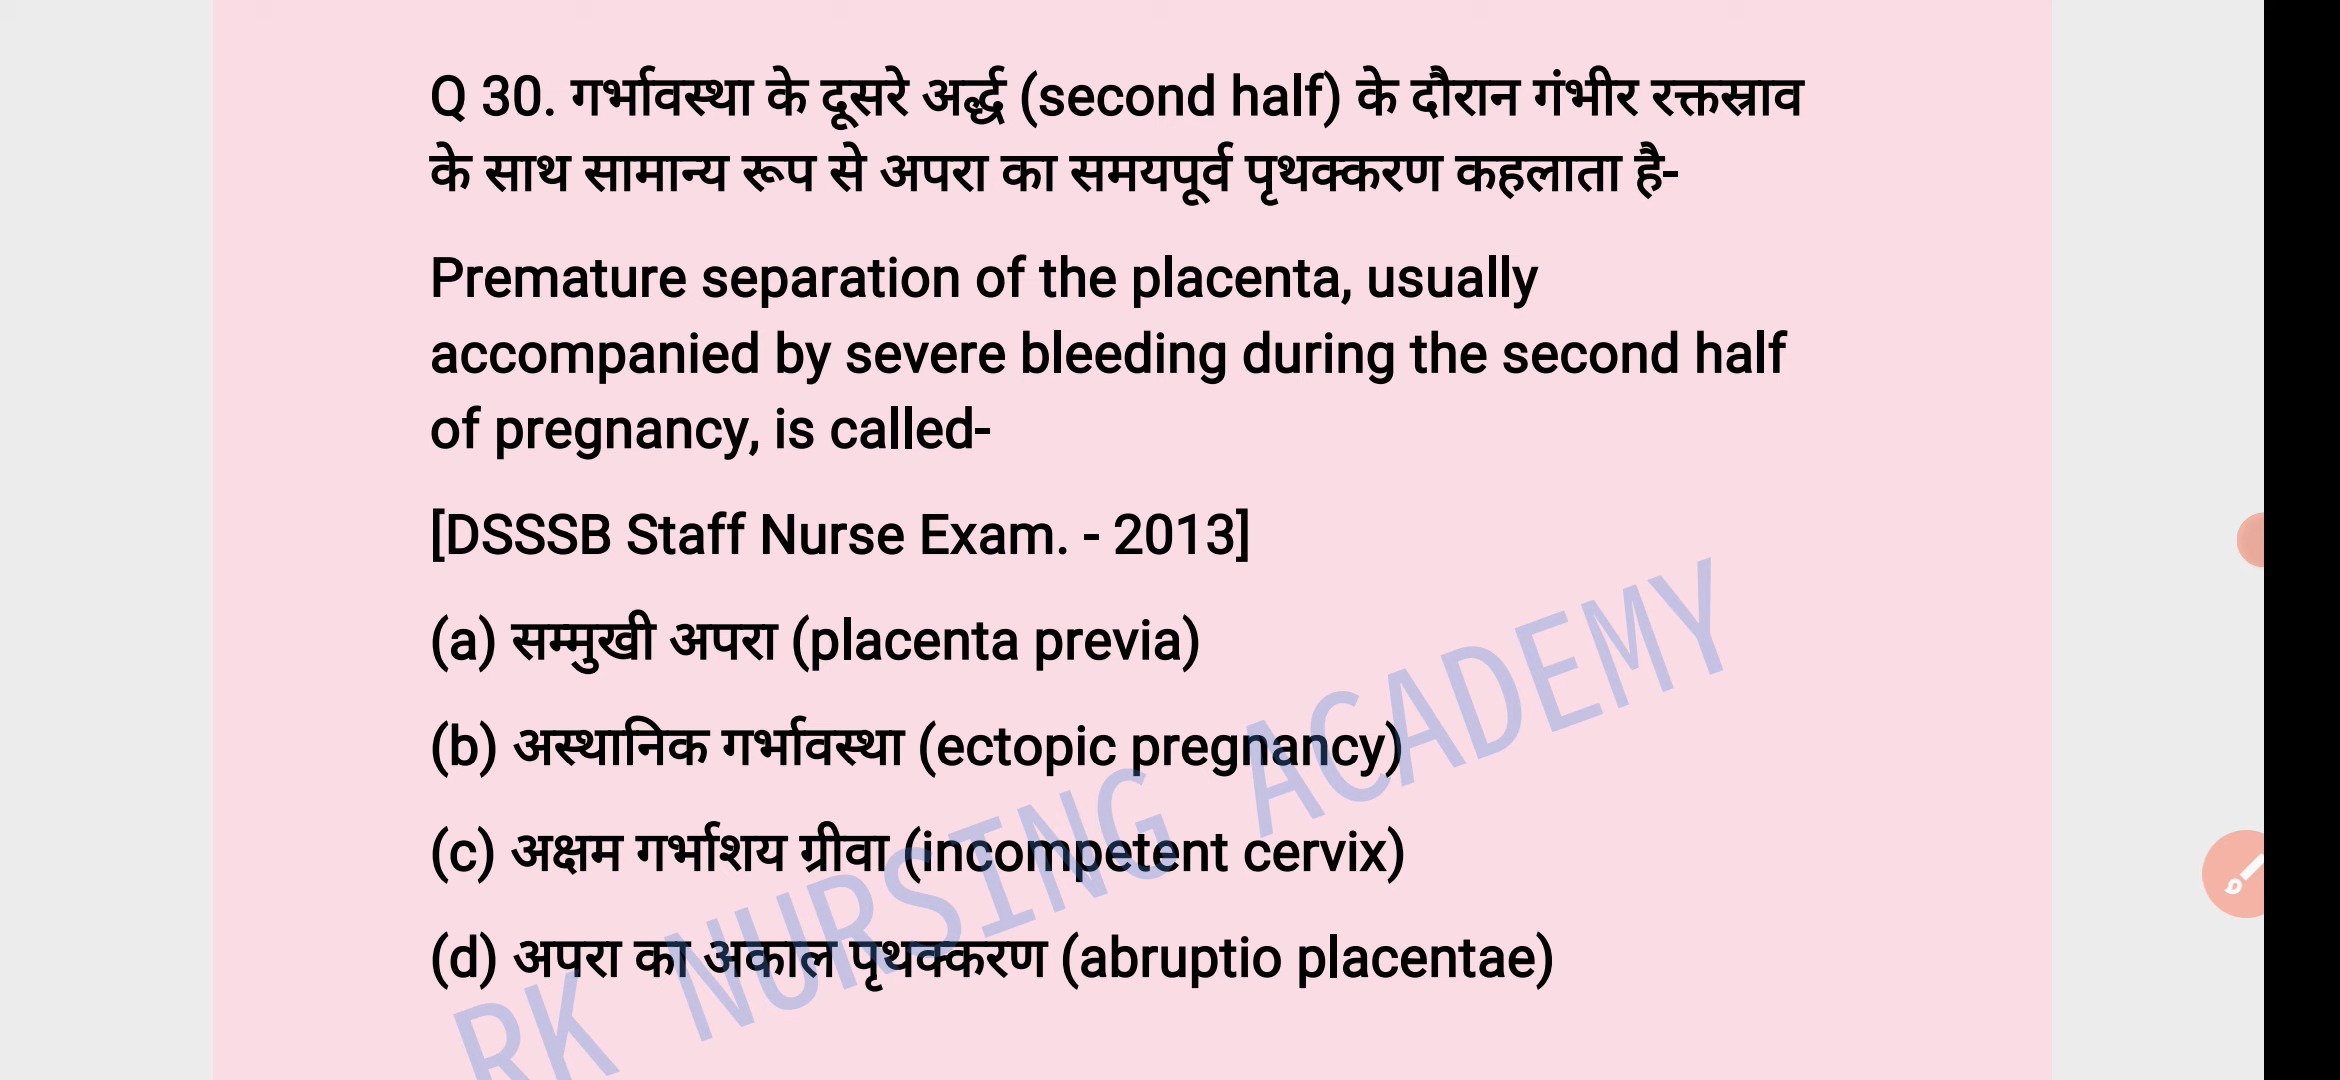 Q 30. गर्भावस्था के दूसरे अर्द्ध (second half) के दौरान गंभीर रक्तस्राव
के साथ सामान्य रूप से अपरा का समयपूर्व पृथक्करण कहलाता है-
Premature separation of the placenta, usually
accompanied by severe bleeding during the second half
of pregnancy, is called-
[DSSSB Staff Nurse Exam. - 2013]
(a) सम्मुखी अपरा (placenta previa)
(b) अस्थानिक गर्भावस्था (ectopic pregnancy)
(c) अक्षम गर्भाशय ग्रीवा (incompetent cervix)
(d) अपरा का अकाल पृथक्करण (abruptio placentae)
RK NURSING ACADEMY